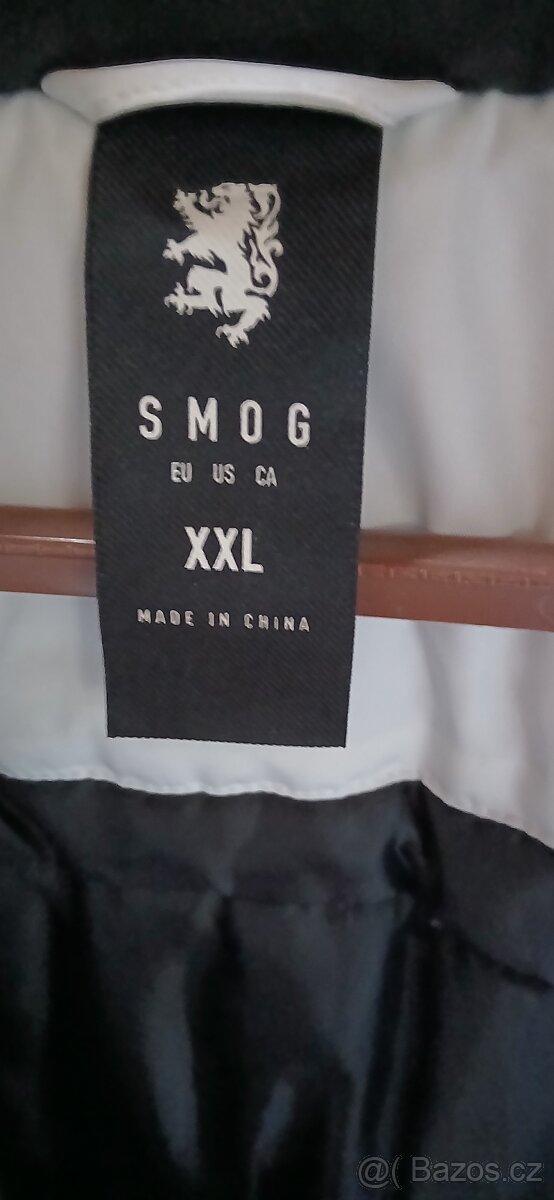 SMOG
EU US CA
XXL
MADE IN CHINA
@( Bazos.cz